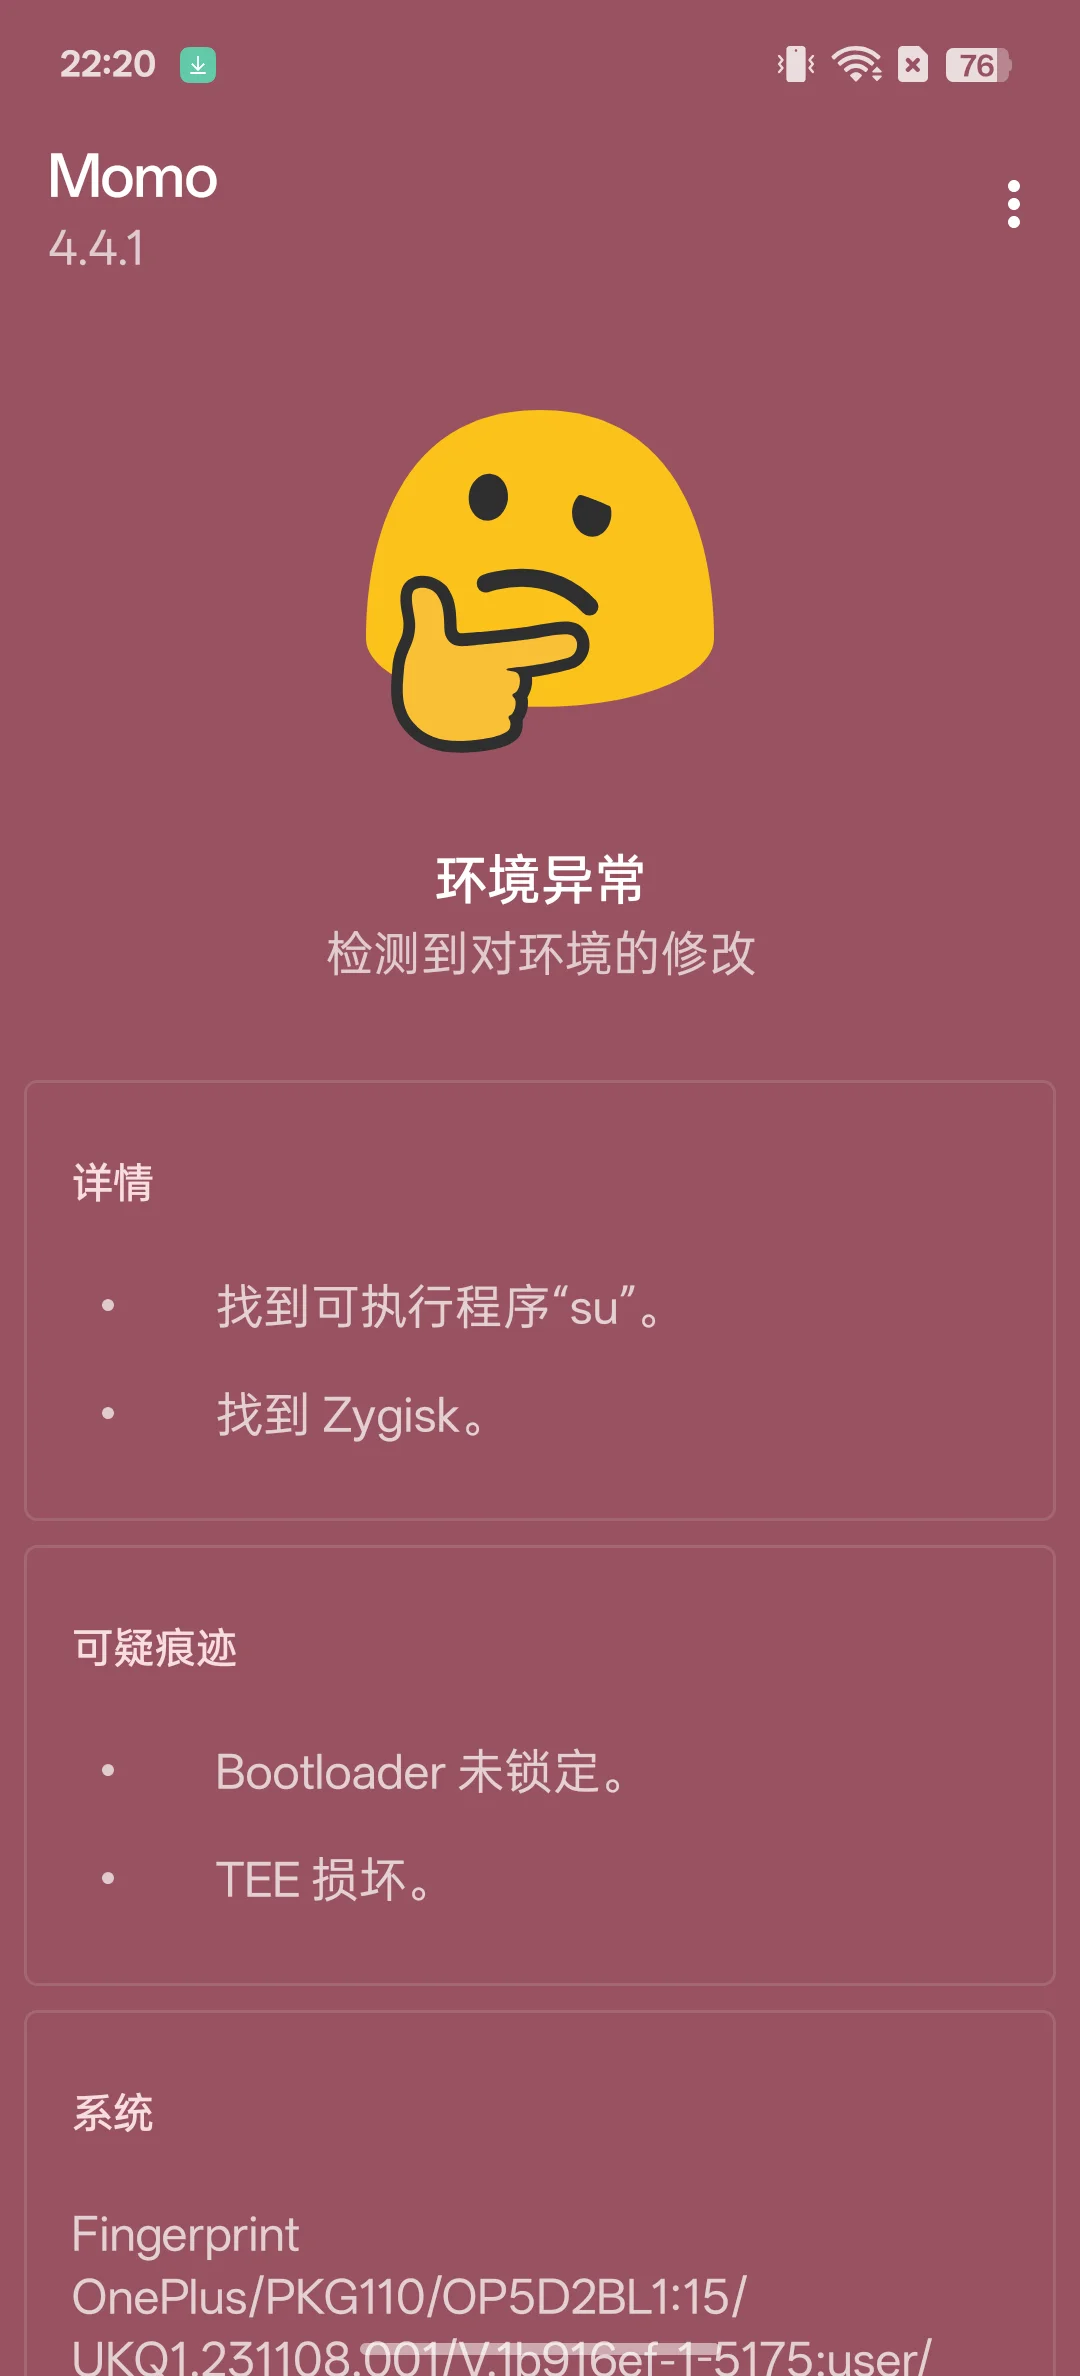 22:20
76
Momo
4.4.1
环境异常
检测到对环境的修改
详情
• 找到可执行程序“su”。
• 找到 Zygisk。
可疑痕迹
• Bootloader 未锁定。
• TEE 损坏。
系统
Fingerprint
OnePlus/PKG110/OP5D2BL1:15/
UKQ1.231108.001/V.1b916ef-1-5175:user/